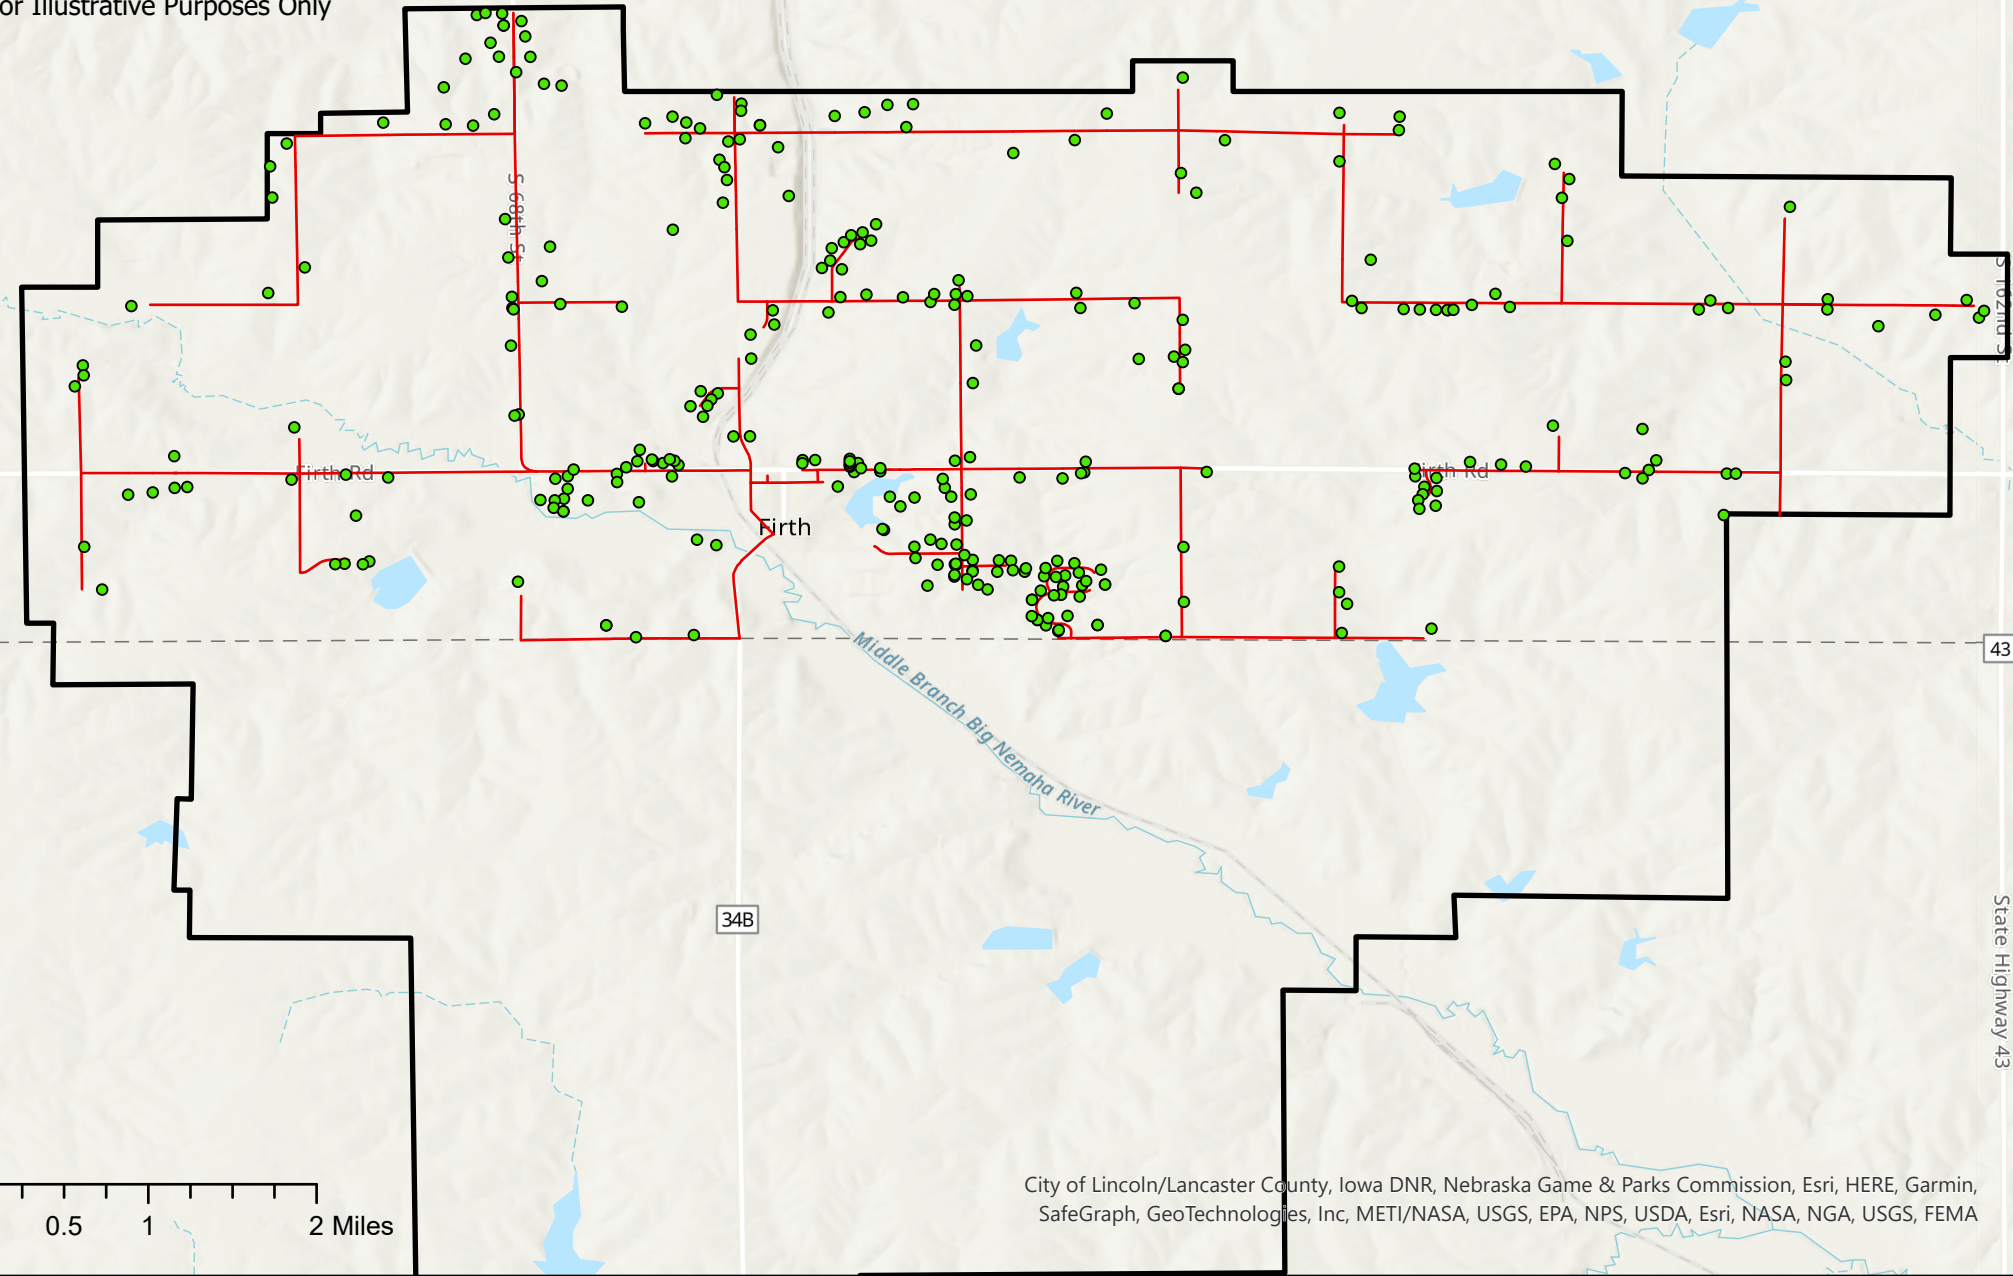 or Illustrative Purposes Only
S 68th St
S 162nd St
Firth Rd
Firth Rd
Firth
43
Middle Branch Big Nemaha River
34B
State Highway 43
0.5 1 2 Miles
City of Lincoln/Lancaster County, Iowa DNR, Nebraska Game & Parks Commission, Esri, HERE, Garmin,
SafeGraph, GeoTechnologies, Inc, METI/NASA, USGS, EPA, NPS, USDA, Esri, NASA, NGA, USGS, FEMA